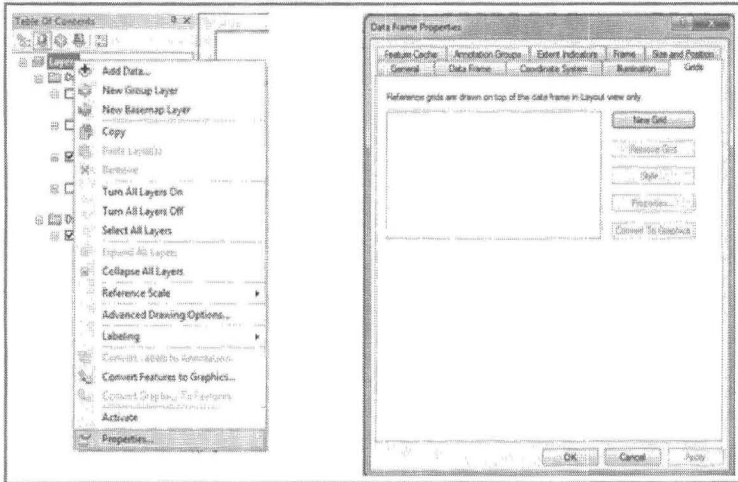 Table Of Contents
Layers
Add Data...
New Group Layer
New Basemap Layer
Copy
Paste Layer(s)
Remove
Turn All Layers On
Turn All Layers Off
Select All Layers
Expand All Layers
Collapse All Layers
Reference Scale
Advanced Drawing Options...
Labeling
Convert Labels to Annotation...
Convert Features to Graphics...
Convert Graphics To Features...
Activate
Properties...
Data Frame Properties
Feature Cache Annotation Groups Extent Indicators Frame Size and Position
General Data Frame Coordinate System Illumination Grids
Reference grids are drawn on top of the data frame in Layout view only.
New Grid...
Remove Grid
Style...
Properties...
Convert To Graphics
OK Cancel Apply